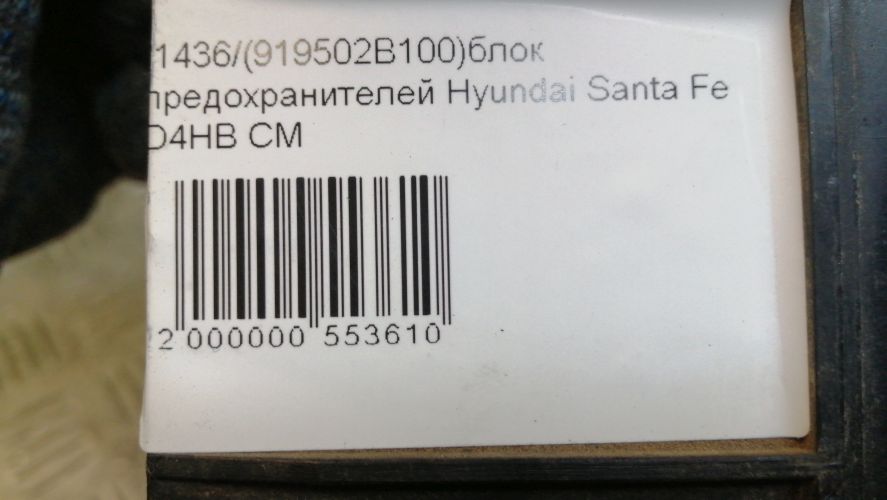 1436/(919502B100)блок
предохранителей Hyundai Santa Fe
D4HB CM
2 000000 553610